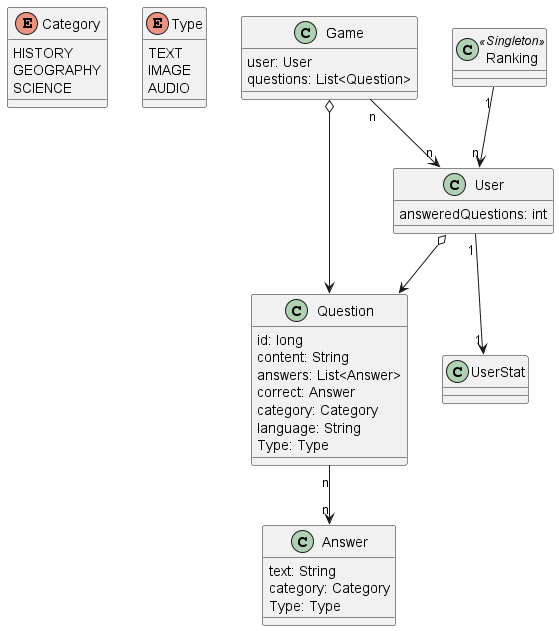 E Category
HISTORY
GEOGRAPHY
SCIENCE
E Type
TEXT
IMAGE
AUDIO
C Game
user: User
questions: List<Question>
C «Singleton»
Ranking
n
n
1
n
C User
answeredQuestions: int
1
1
C Question
id: long
content: String
answers: List<Answer>
correct: Answer
category: Category
language: String
Type: Type
C UserStat
n
n
C Answer
text: String
category: Category
Type: Type